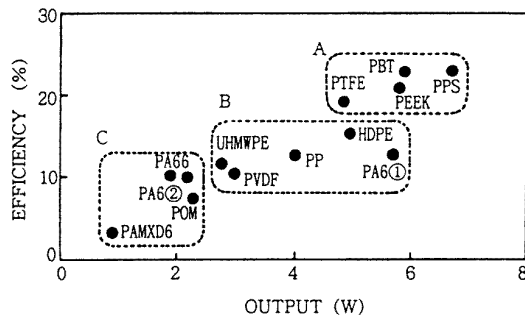 30
20
10
0
EFFICIENCY (%)
A
PBT
PTFE
PPS
PEEK
B
HDPE
UHMWPE
PP
PA6①
PVDF
C
PA66
PA6②
POM
PAMXD6
0 2 4 6 8
OUTPUT (W)